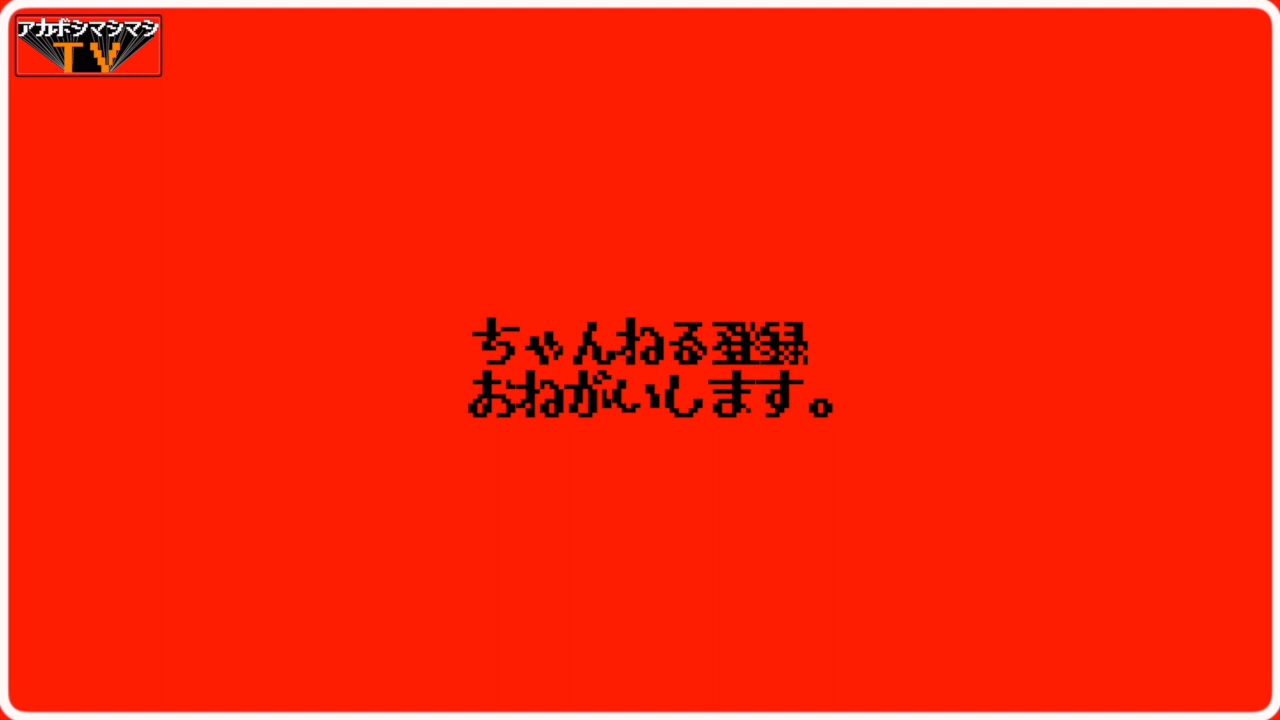 アカボシマシマシ
TV
ちゃんねる登録
おねがいします。